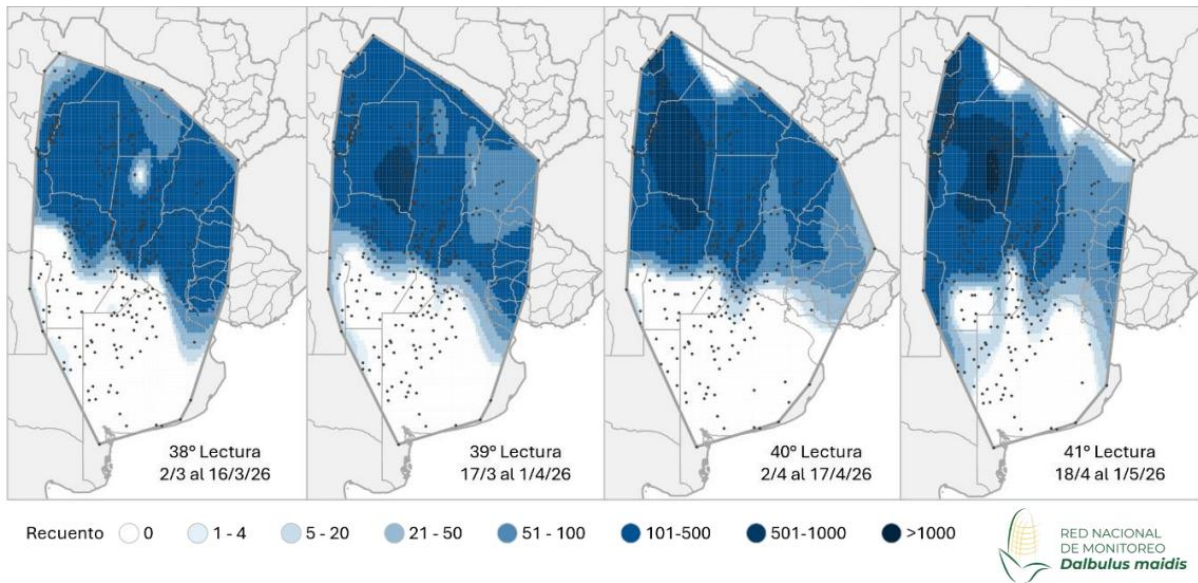 38º Lectura
2/3 al 16/3/26
39º Lectura
17/3 al 1/4/26
40º Lectura
2/4 al 17/4/26
41º Lectura
18/4 al 1/5/26
Recuento 0 1 - 4 5 - 20 21 - 50 51 - 100 101-500 501-1000 >1000
RED NACIONAL
DE MONITOREO
Dalbulus maidis